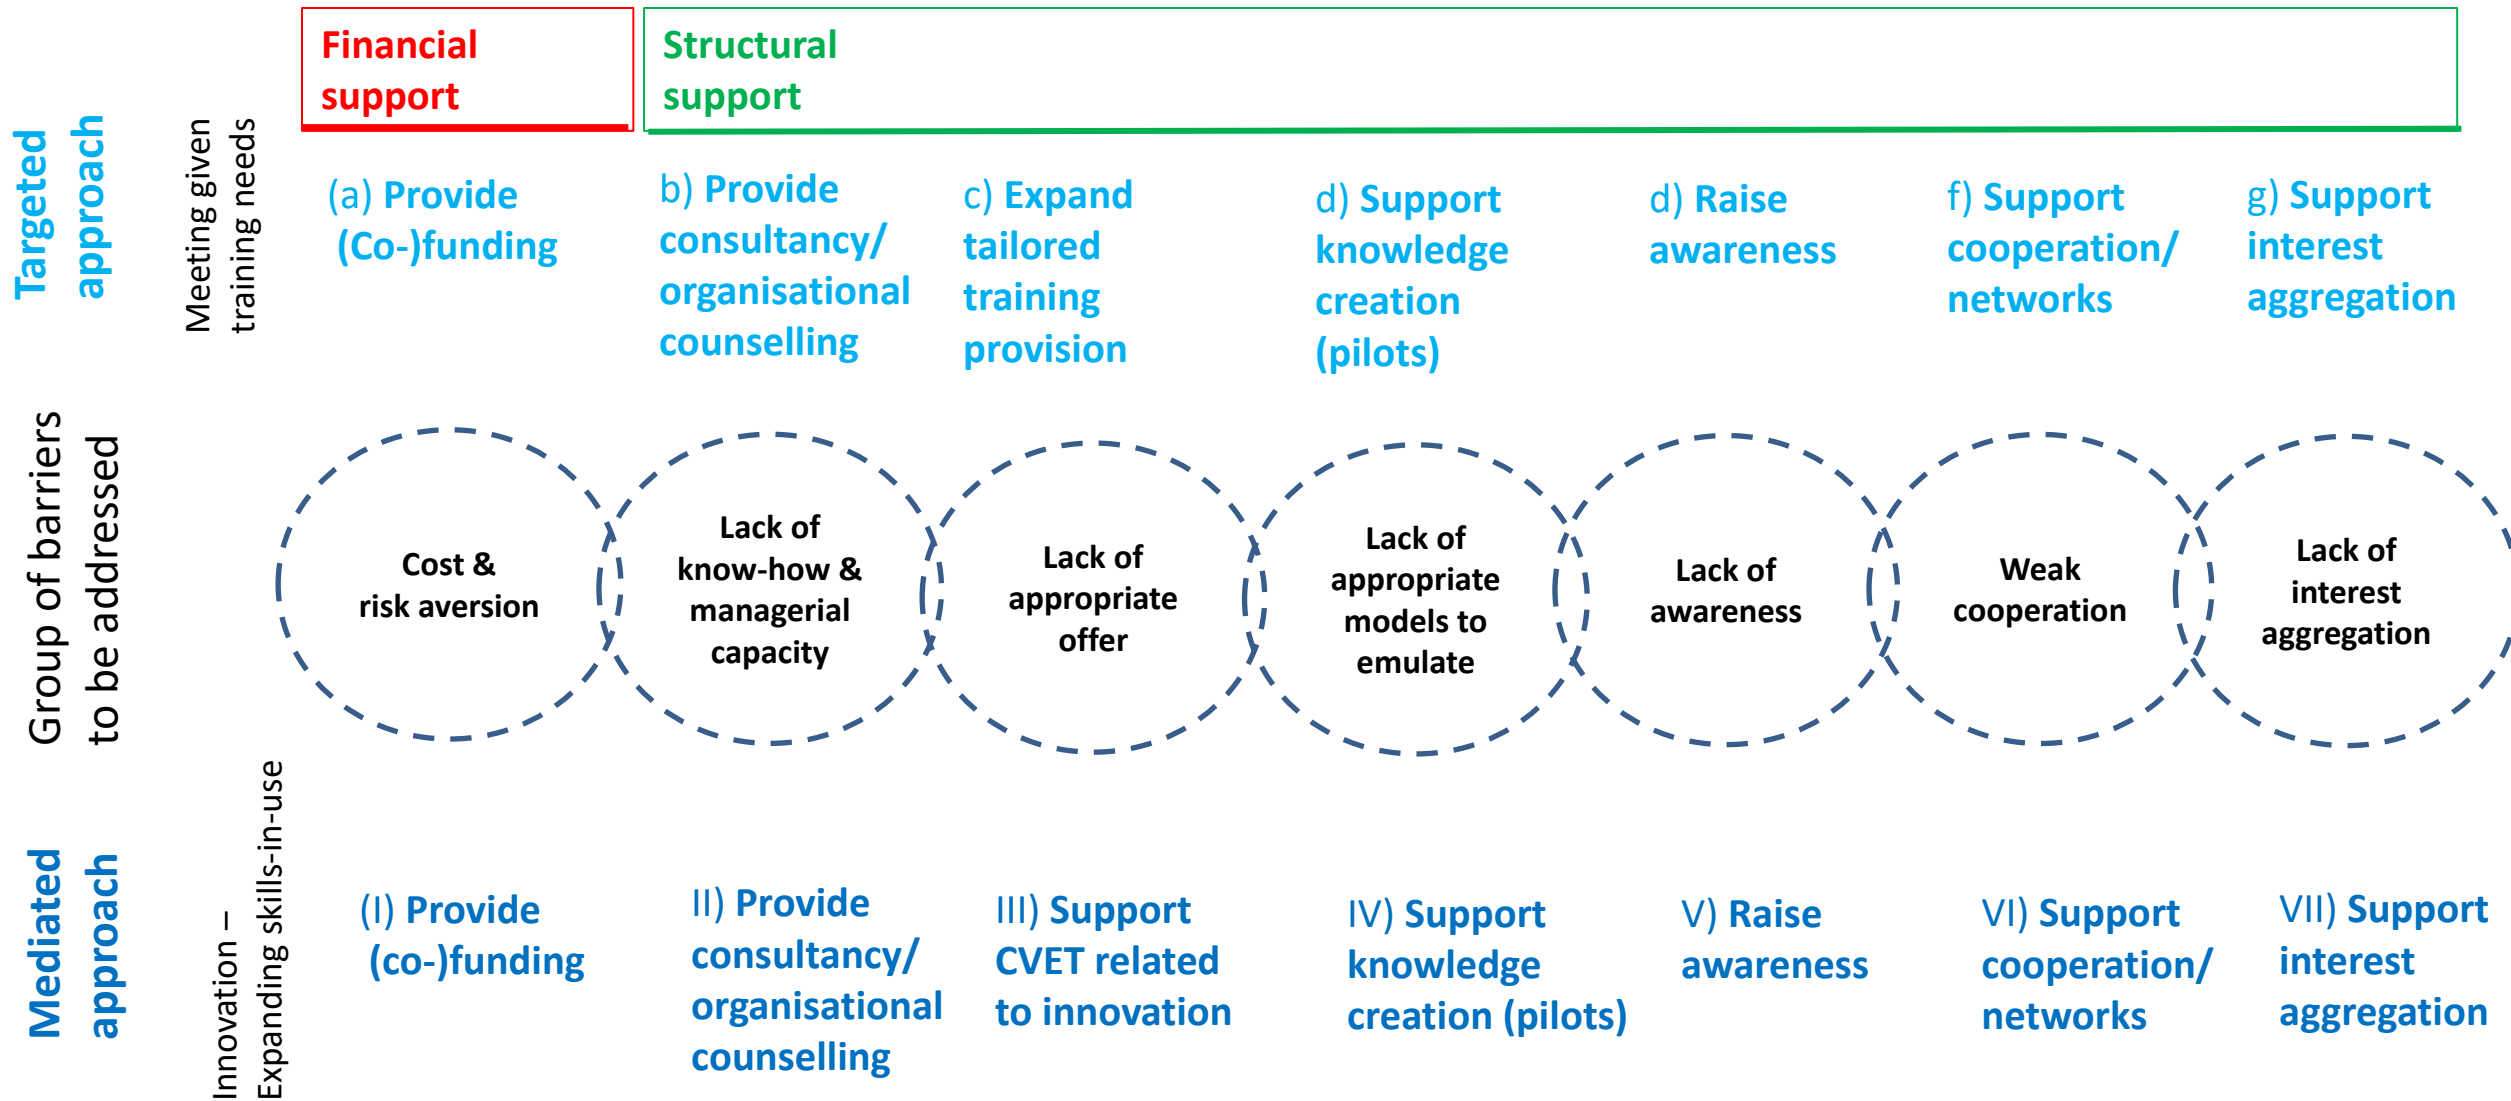 Financial
support
Structural
support
Targeted
approach
Meeting given
training needs
(a) Provide
(Co-)funding
b) Provide
consultancy/
organisational
counselling
c) Expand
tailored
training
provision
d) Support
knowledge
creation
(pilots)
d) Raise
awareness
f) Support
cooperation/
networks
g) Support
interest
aggregation
Group of barriers
to be addressed
Cost &
risk aversion
Lack of
know-how &
managerial
capacity
Lack of
appropriate
offer
Lack of
appropriate
models to
emulate
Lack of
awareness
Weak
cooperation
Lack of
interest
aggregation
Mediated
approach
Innovation –
Expanding skills-in-use
(I) Provide
(co-)funding
II) Provide
consultancy/
organisational
counselling
III) Support
CVET related
to innovation
IV) Support
knowledge
creation (pilots)
V) Raise
awareness
VI) Support
cooperation/
networks
VII) Support
interest
aggregation